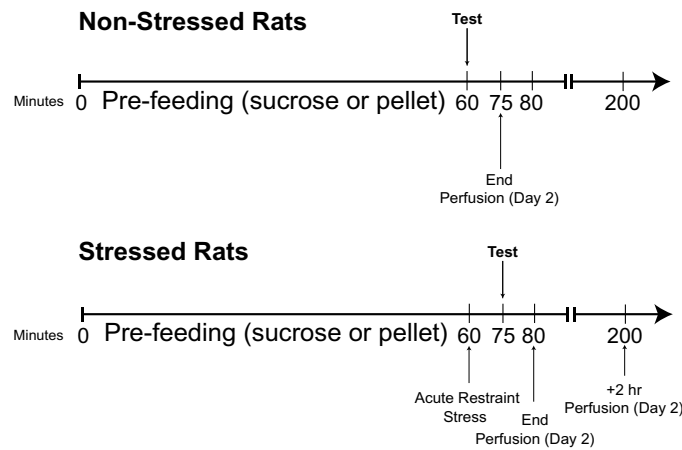 Non-Stressed Rats
Test
Minutes 0 Pre-feeding (sucrose or pellet) 60 75 80 200
End
Perfusion (Day 2)
Stressed Rats
Test
Minutes 0 Pre-feeding (sucrose or pellet) 60 75 80 200
Acute Restraint
Stress
End
Perfusion (Day 2)
+2 hr
Perfusion (Day 2)